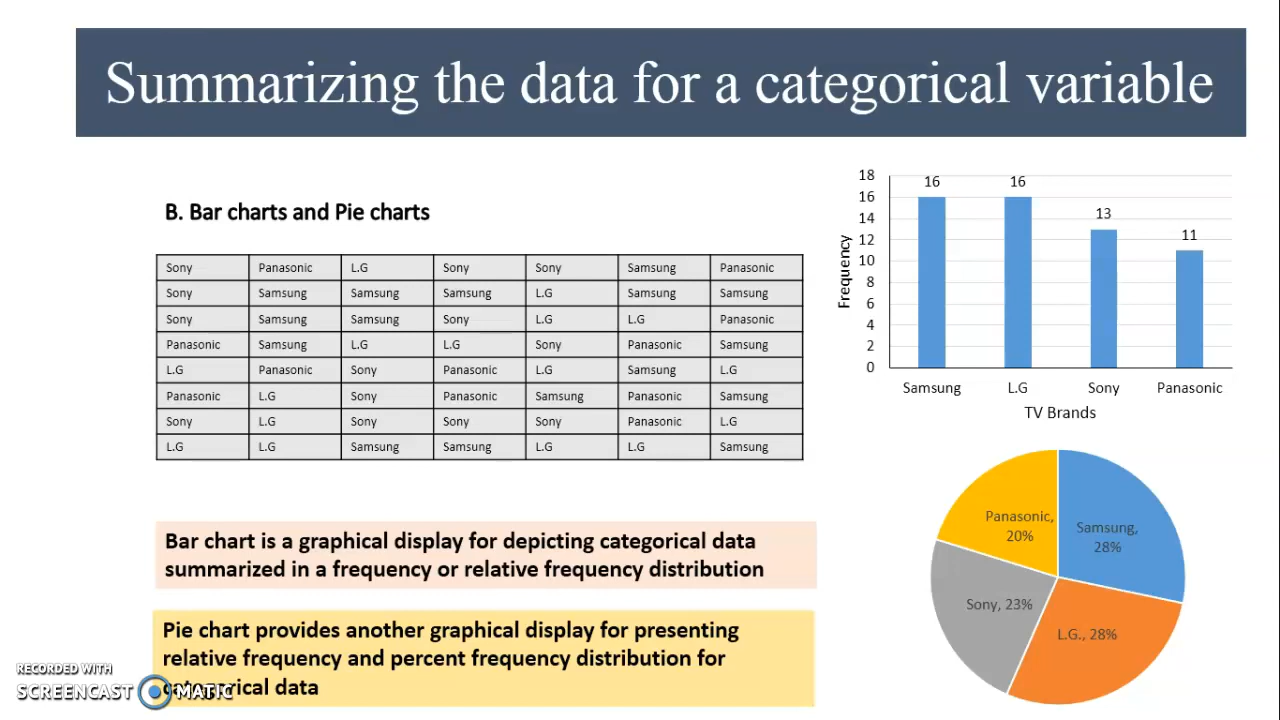 Summarizing the data for a categorical variable
B. Bar charts and Pie charts
Sony Panasonic L.G Sony Sony Samsung Panasonic
Sony Samsung Samsung Samsung L.G Samsung Samsung
Sony Samsung Samsung Sony L.G L.G Panasonic
Panasonic Samsung L.G L.G Sony Panasonic Samsung
L.G Panasonic Sony Panasonic L.G Samsung L.G
Panasonic L.G Sony Panasonic Samsung Panasonic Samsung
Sony L.G Sony Sony Sony Panasonic L.G
L.G L.G Samsung Samsung L.G L.G Samsung
Bar chart is a graphical display for depicting categorical data
summarized in a frequency or relative frequency distribution
Pie chart provides another graphical display for presenting
relative frequency and percent frequency distribution for
data
Frequency
18
16
14
12
10
8
6
4
2
0
16 16 13 11
Samsung L.G Sony Panasonic
TV Brands
Panasonic,
20%
Samsung,
28%
Sony, 23%
L.G., 28%
RECORDED WITH
SCREENCAST MATIC